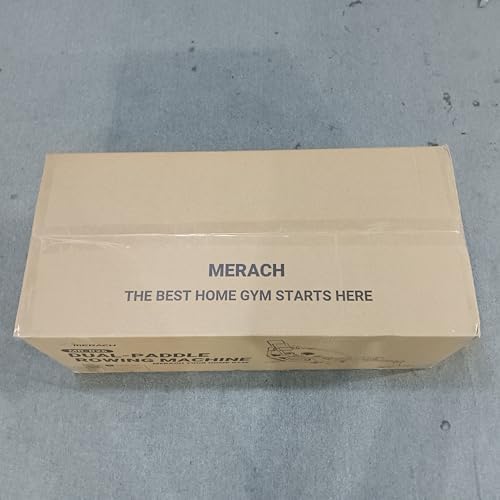 MERACH
THE BEST HOME GYM STARTS HERE
MERACH
DUAL-PADDLE
ROWING MACHINE